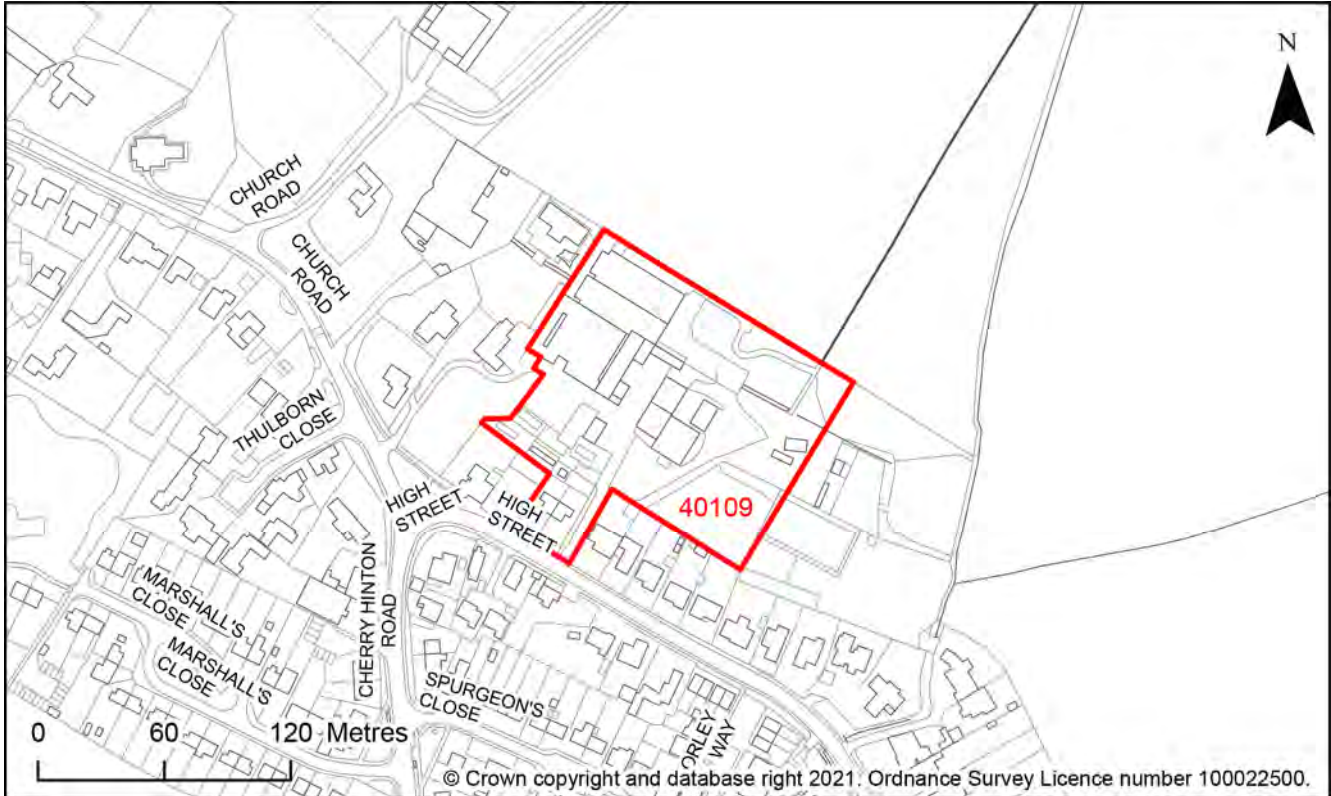 N
CHURCH
ROAD
CHURCH
ROAD
THULBORN
CLOSE
40109
HIGH
STREET
HIGH
STREET
MARSHALL'S
CLOSE
CHERRY HINTON
ROAD
MARSHALL'S
CLOSE
SPURGEON'S
CLOSE
ORLEY
WAY
0 60 120 Metres
© Crown copyright and database right 2021. Ordnance Survey Licence number 100022500.